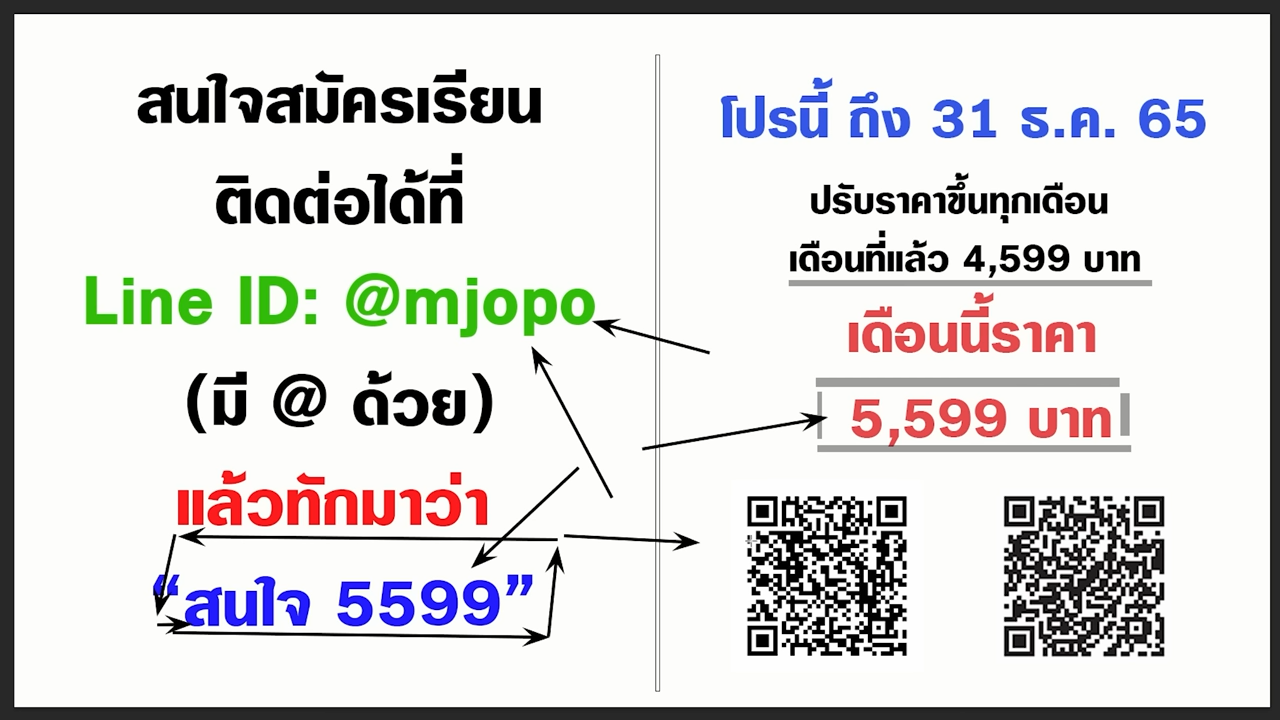 สนใจสมัครเรียน
ติดต่อได้ที่
Line ID: @mjopo
(มี @ ด้วย)
แล้วทักมาว่า
“สนใจ 5599”
โปรนี้ ถึง 31 ธ.ค. 65
ปรับราคาขึ้นทุกเดือน
เดือนที่แล้ว 4,599 บาท
เดือนนี้ราคา
5,599 บาท